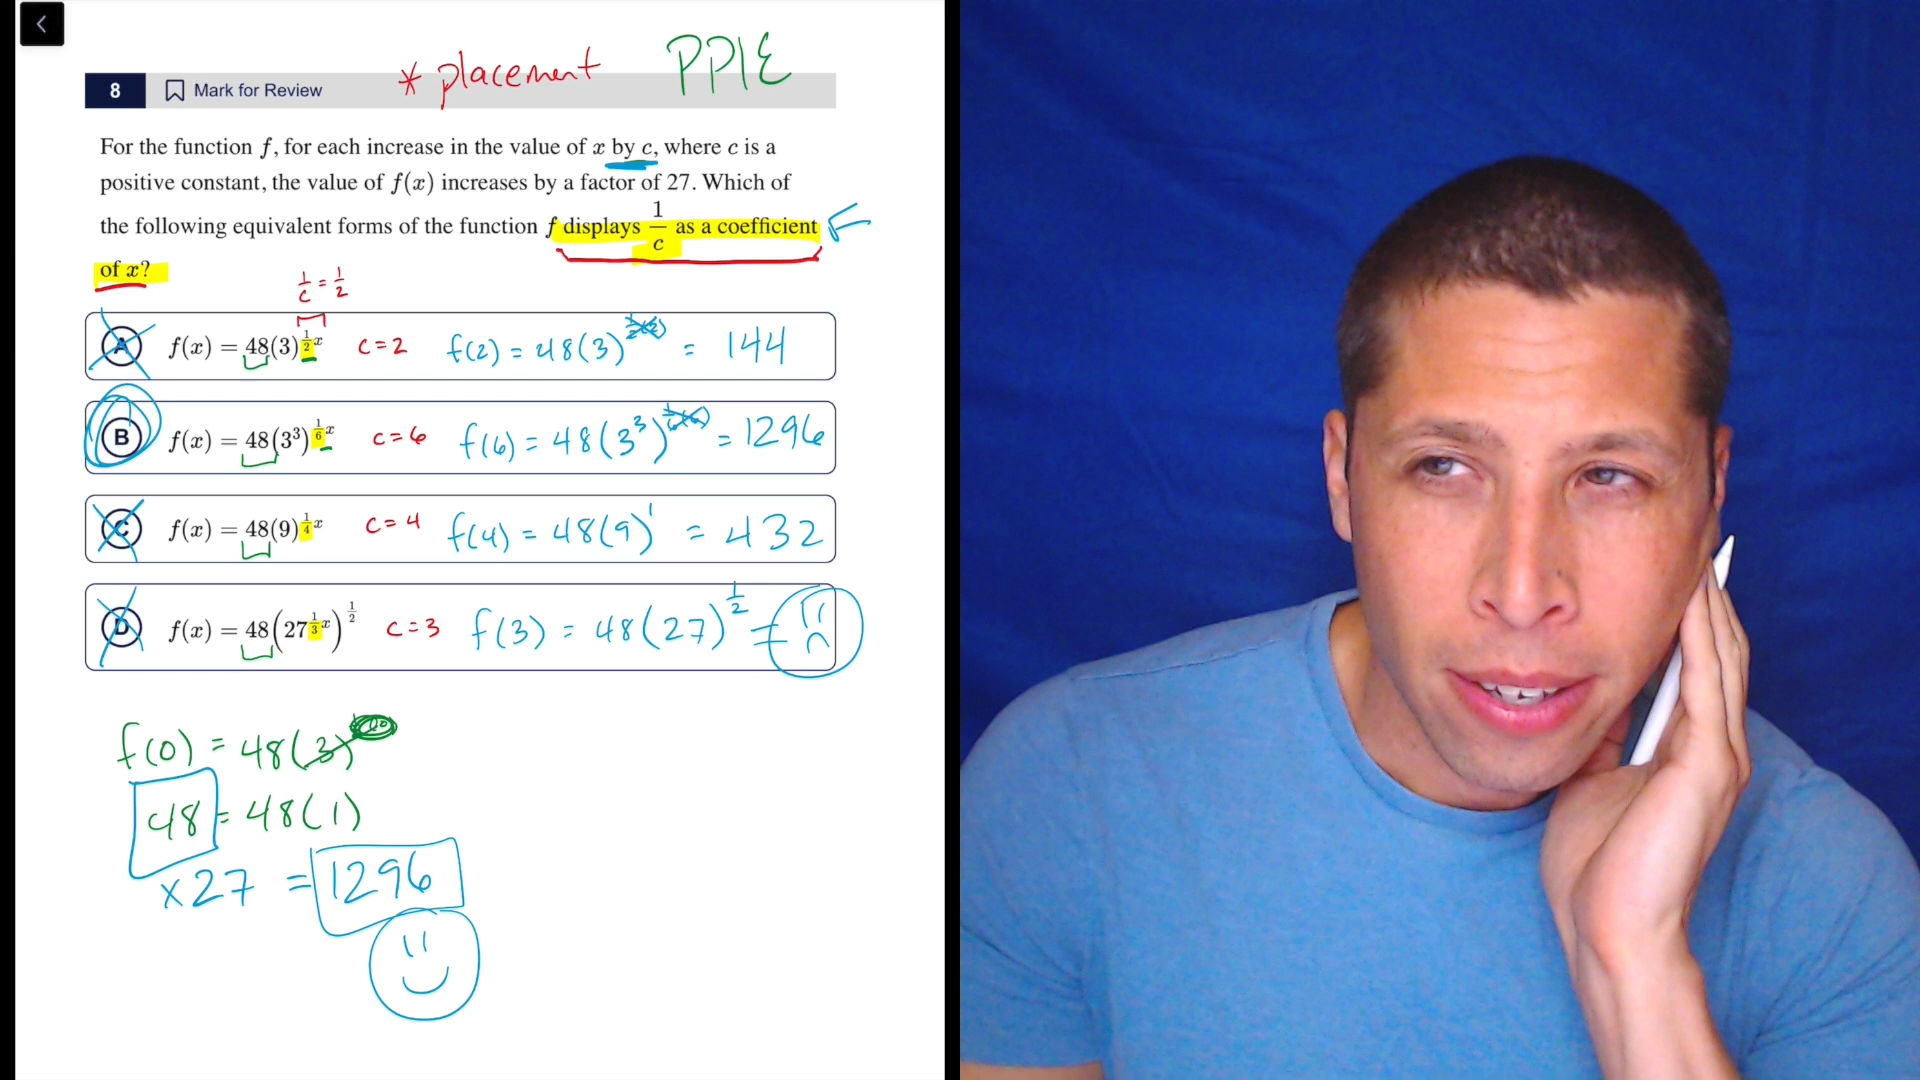 * placement PPIE
8 Mark for Review
For the function f, for each increase in the value of x by c, where c is a
positive constant, the value of f(x) increases by a factor of 27. Which of
the following equivalent forms of the function f displays 1/c as a coefficient
of x?
1/c = 1/2
A f(x) = 48(3)^(1/2 x) c=2 f(2) = 48(3) = 144
B f(x) = 48(3³)^(1/6 x) c=6 f(6) = 48(3³) = 1296
C f(x) = 48(9)^(1/4 x) c=4 f(4) = 48(9)¹ = 432
D f(x) = 48(27^(1/3 x))^(1/2) c=3 f(3) = 48(27)^(1/2) =
f(0) = 48(3)
48 = 48(1)
x27 = 1296